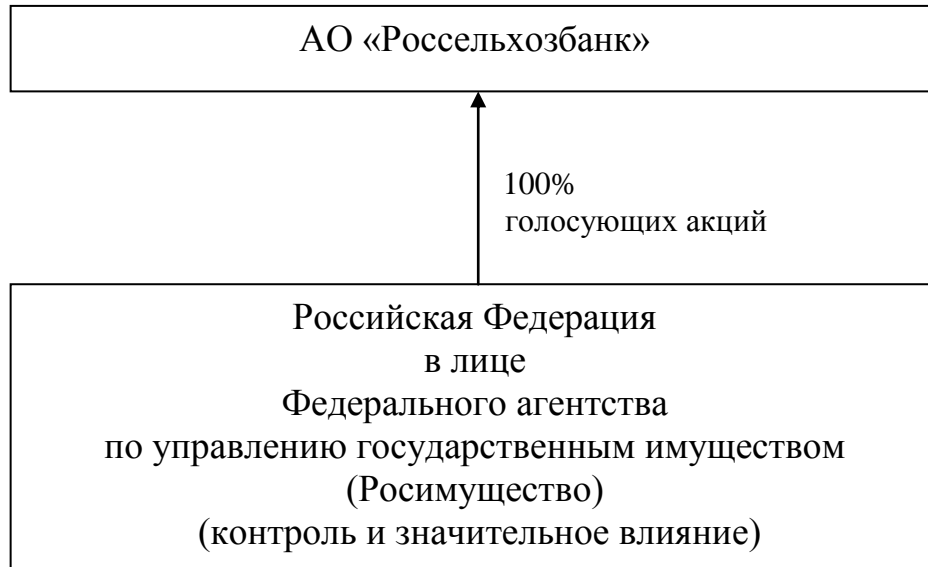 АО «Россельхозбанк»
100%
голосующих акций
Российская Федерация
в лице
Федерального агентства
по управлению государственным имуществом
(Росимущество)
(контроль и значительное влияние)